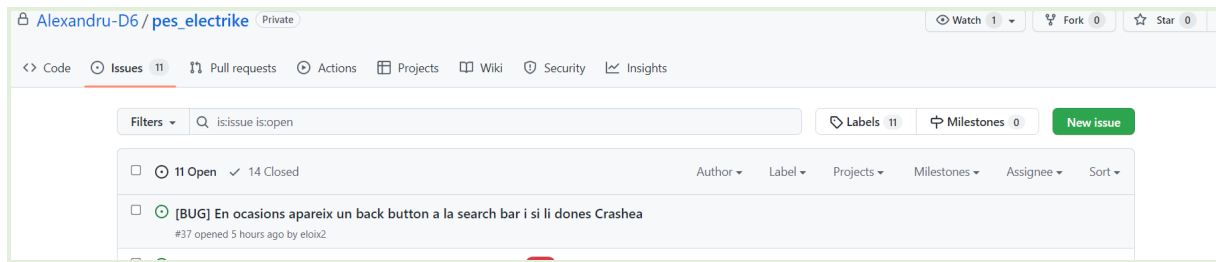 Alexandru-D6 / pes_electrike Private Watch 1 Fork 0 Star 0
Code Issues 11 Pull requests Actions Projects Wiki Security Insights
Filters is:issue is:open Labels 11 Milestones 0 New issue
11 Open 14 Closed Author Label Projects Milestones Assignee Sort
[BUG] En ocasions apareix un back button a la search bar i si li dones Crashea
#37 opened 5 hours ago by eloix2